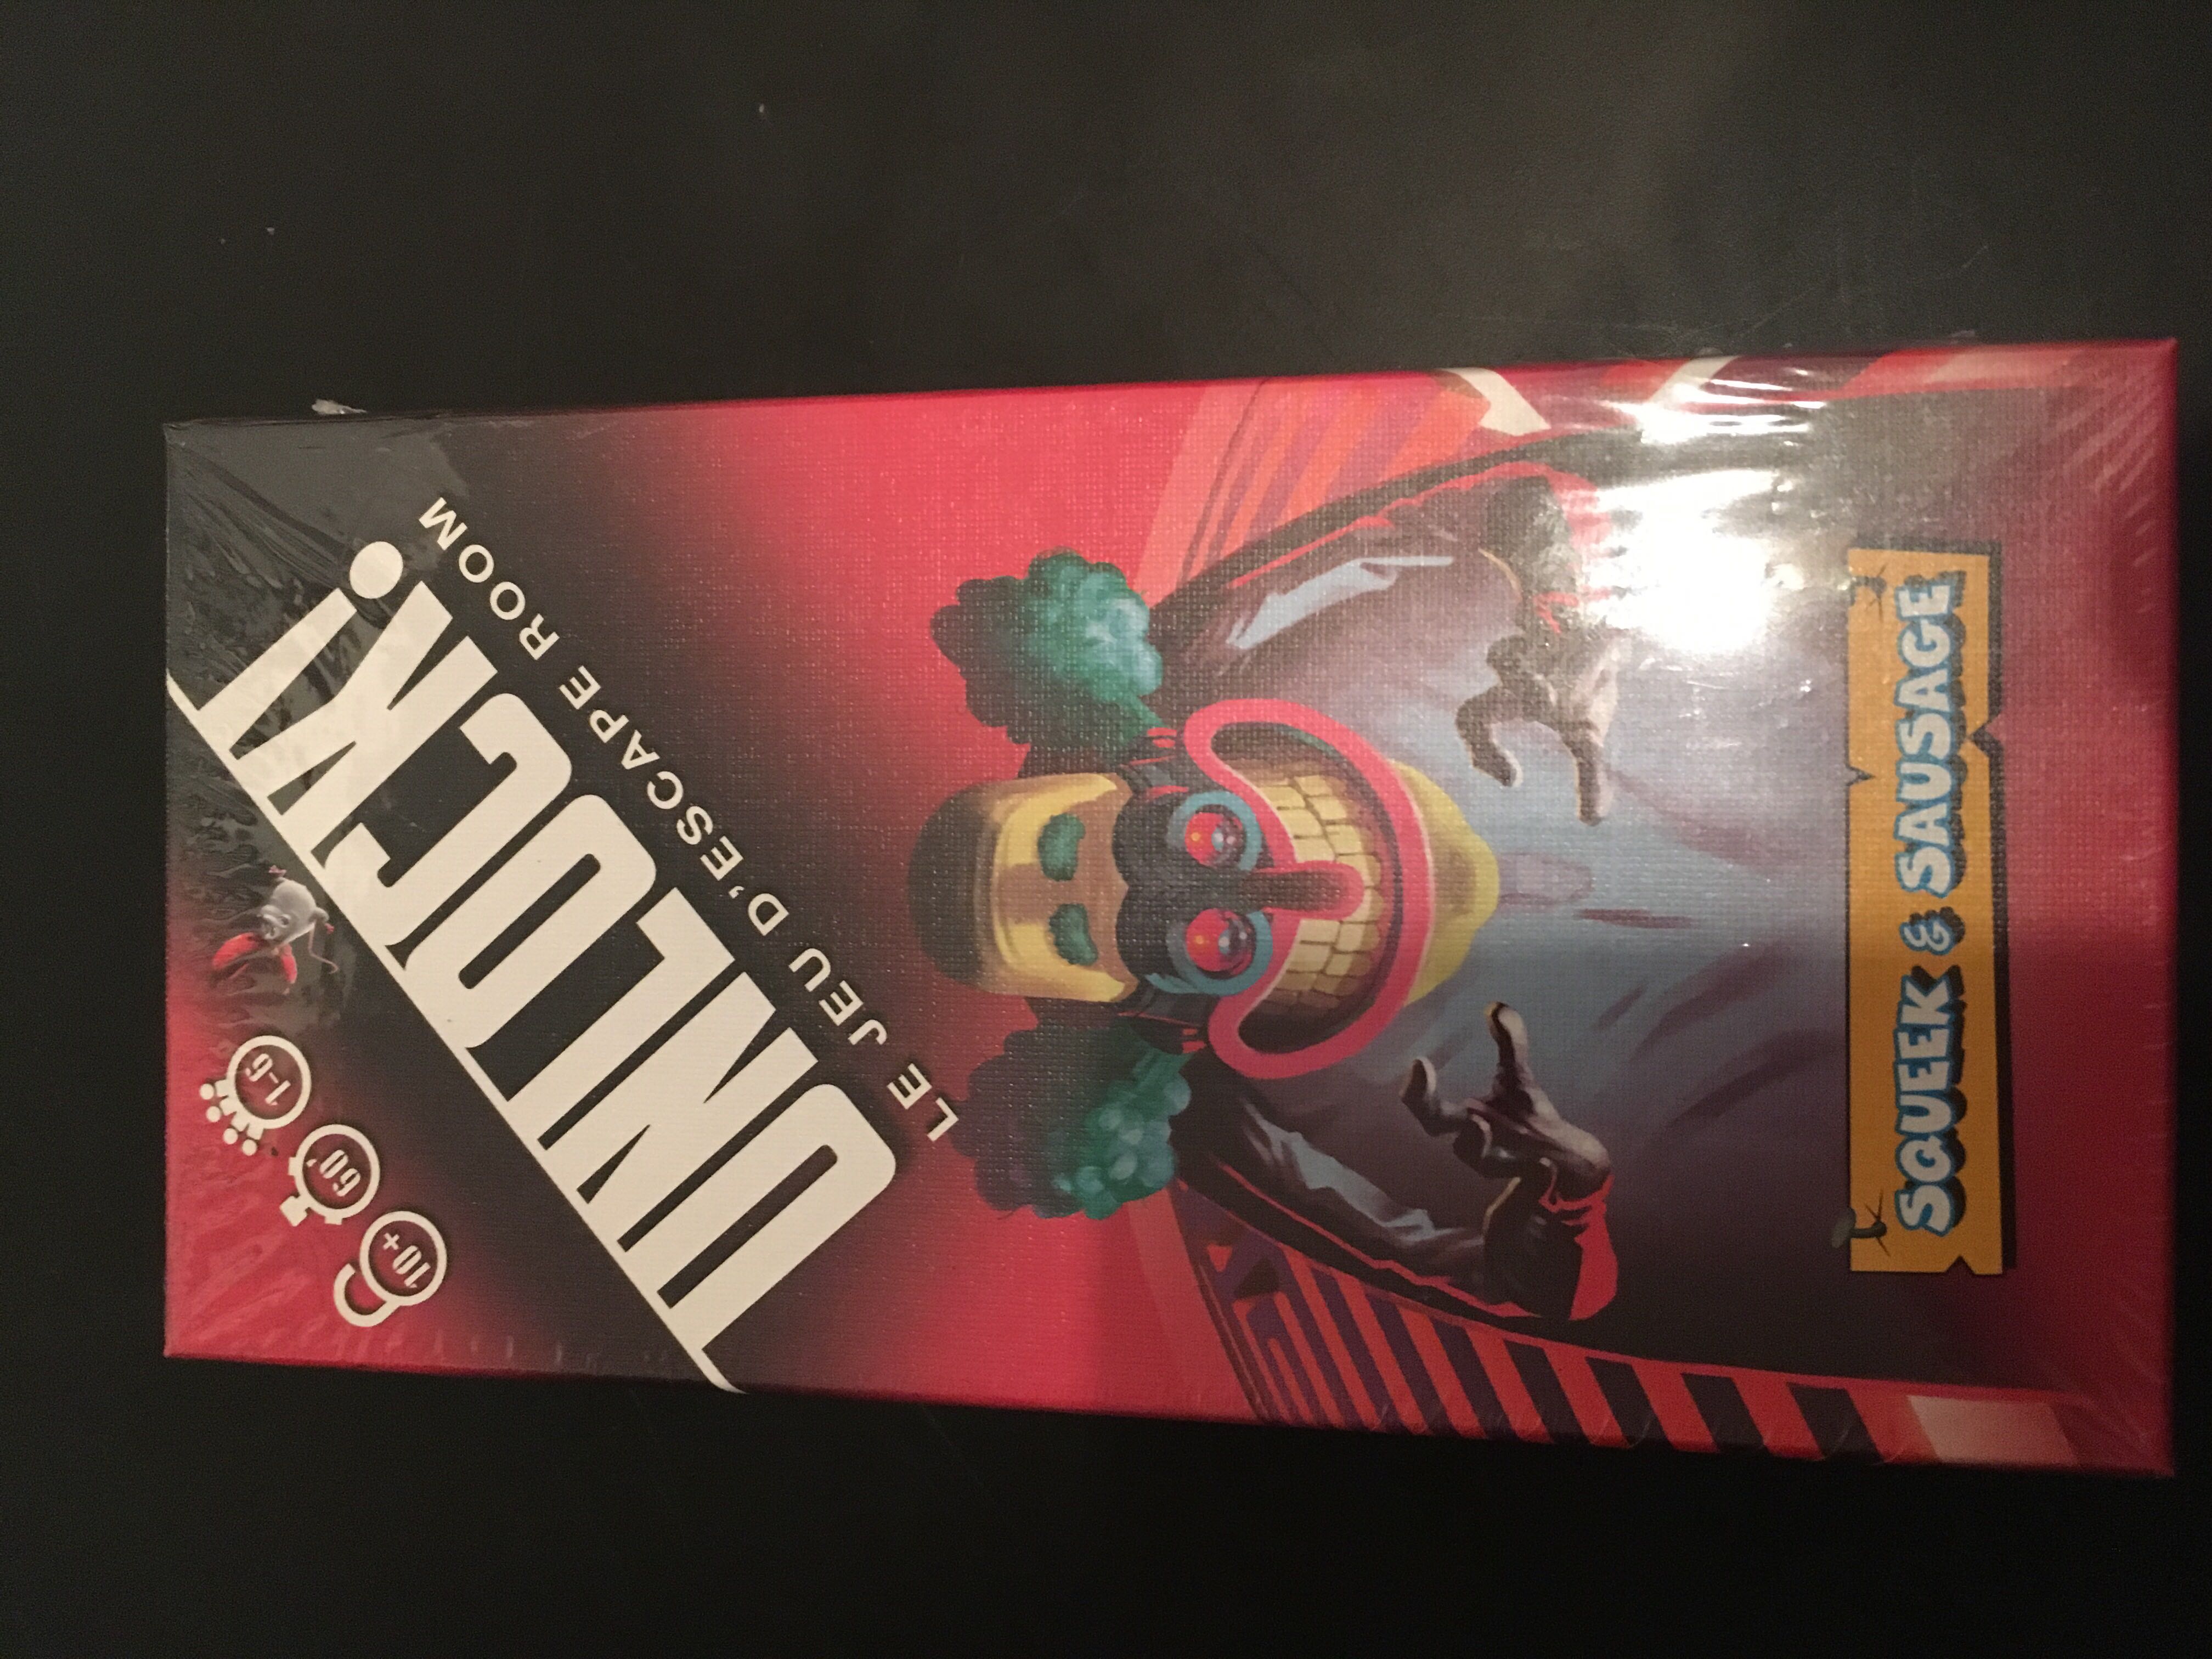 UNLOCK!
LE JEU D'ESCAPE ROOM
10+
60'
1-6
SQUEEK & SAUSAGE